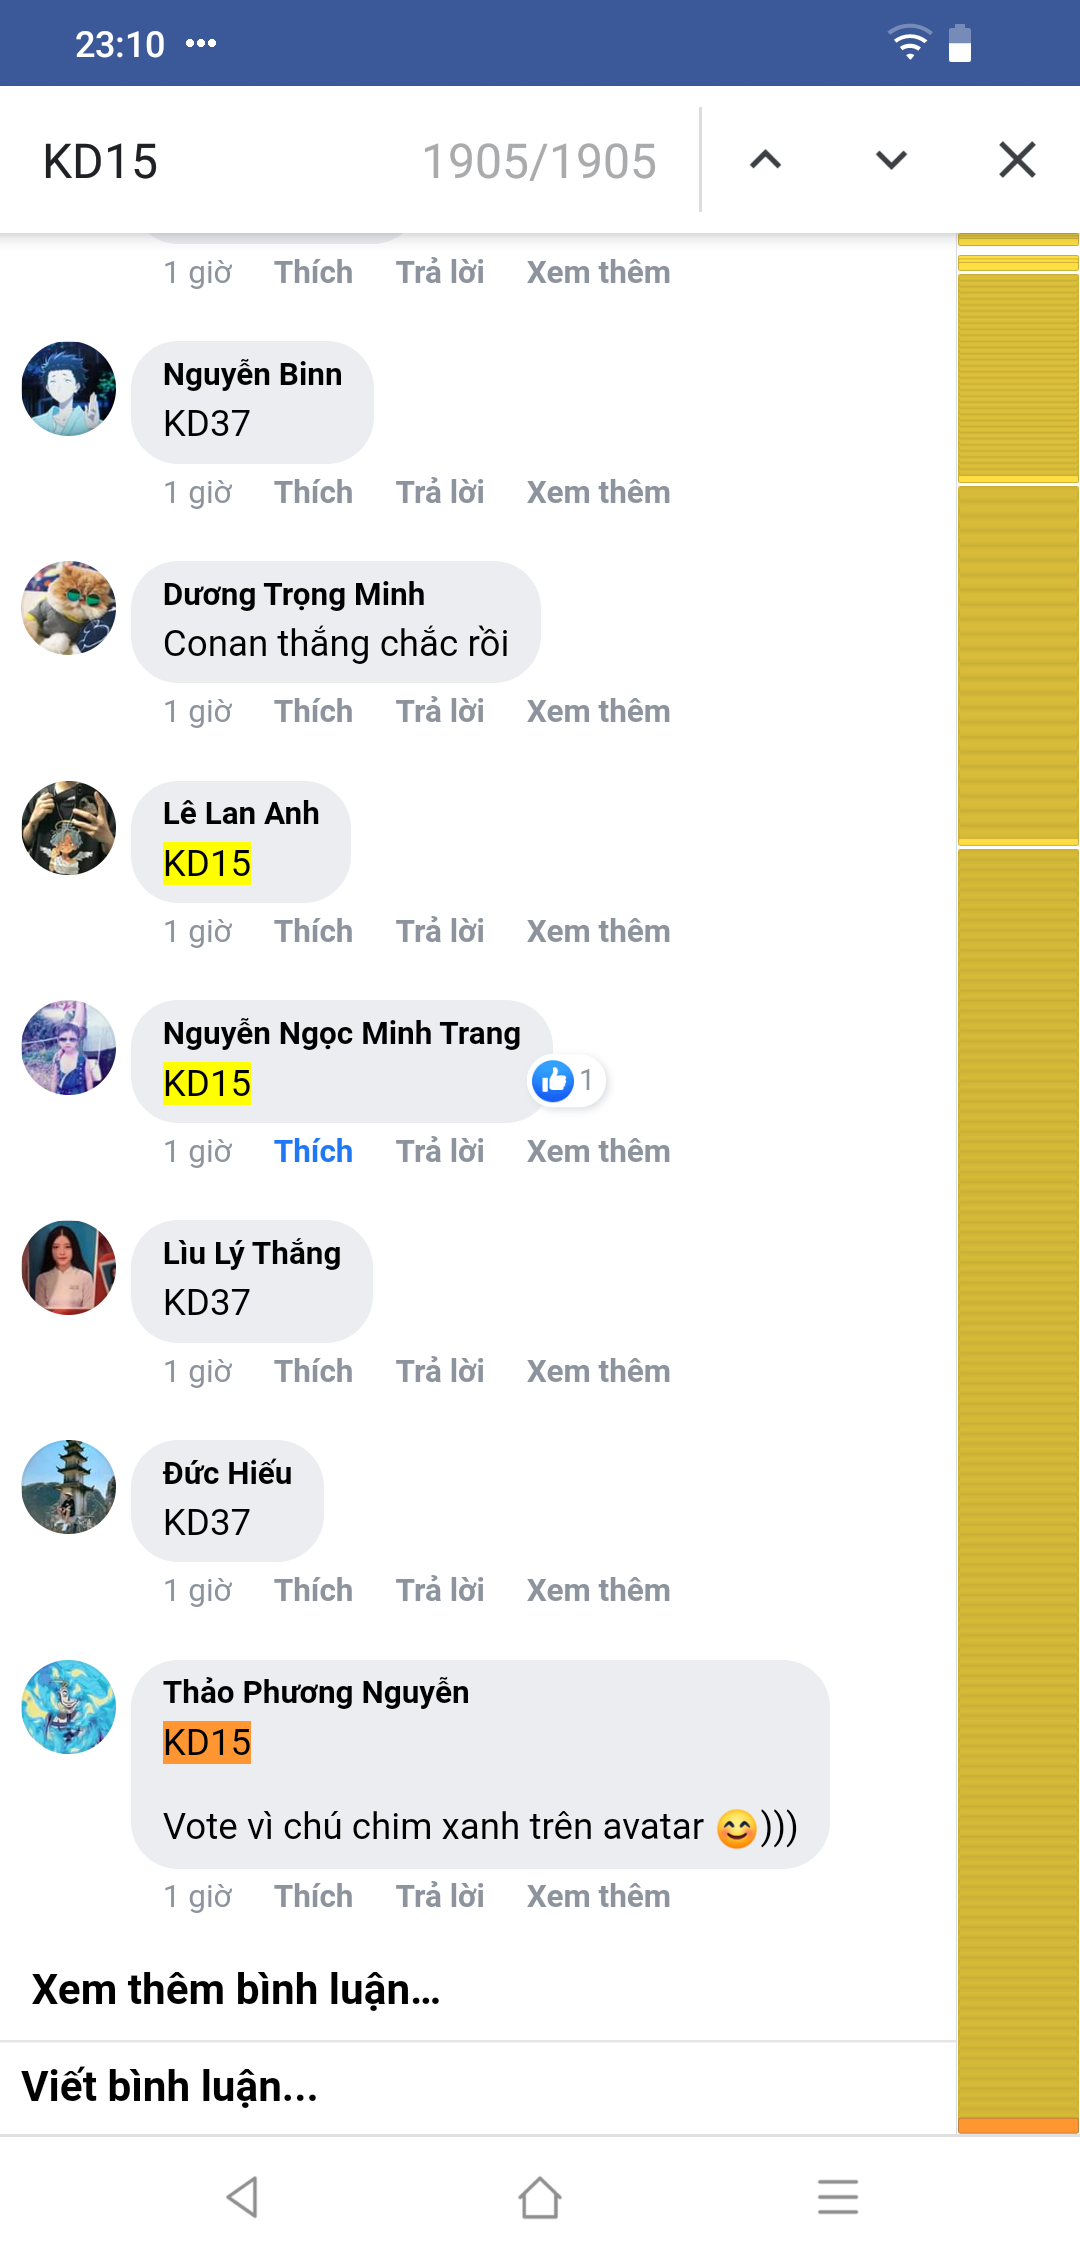 23:10
KD15 1905/1905
1 giờ Thích Trả lời Xem thêm
Nguyễn Binn
KD37
1 giờ Thích Trả lời Xem thêm
Dương Trọng Minh
Conan thắng chắc rồi
1 giờ Thích Trả lời Xem thêm
Lê Lan Anh
KD15
1 giờ Thích Trả lời Xem thêm
Nguyễn Ngọc Minh Trang
KD15
1
1 giờ Thích Trả lời Xem thêm
Lìu Lý Thắng
KD37
1 giờ Thích Trả lời Xem thêm
Đức Hiếu
KD37
1 giờ Thích Trả lời Xem thêm
Thảo Phương Nguyễn
KD15
Vote vì chú chim xanh trên avatar 😊)))
1 giờ Thích Trả lời Xem thêm
Xem thêm bình luận...
Viết bình luận...